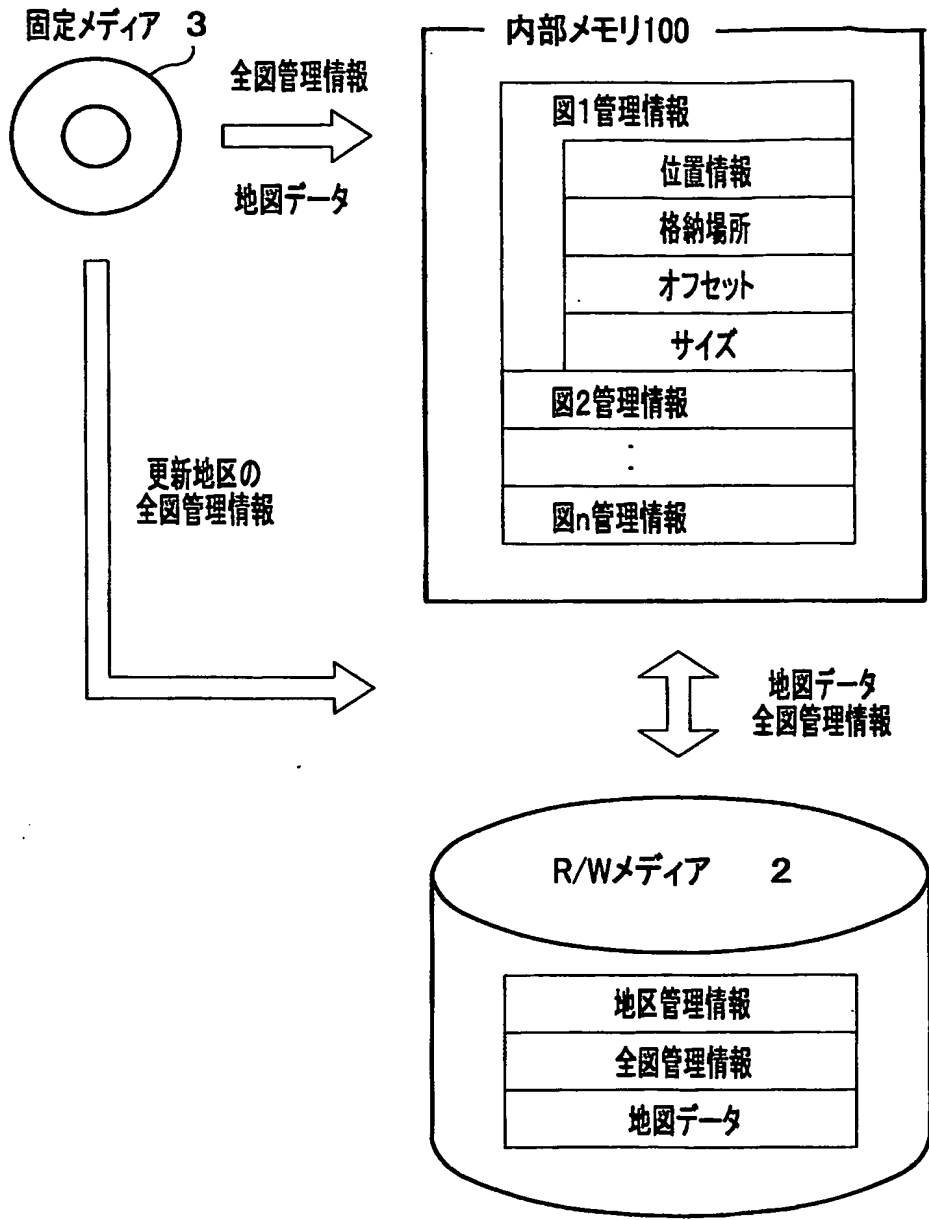 固定メディア 3
全図管理情報
地図データ
内部メモリ100
図1管理情報
位置情報
格納場所
オフセット
サイズ
図2管理情報
:
図n管理情報
更新地区の
全図管理情報
地図データ
全図管理情報
R/Wメディア 2
地区管理情報
全図管理情報
地図データ